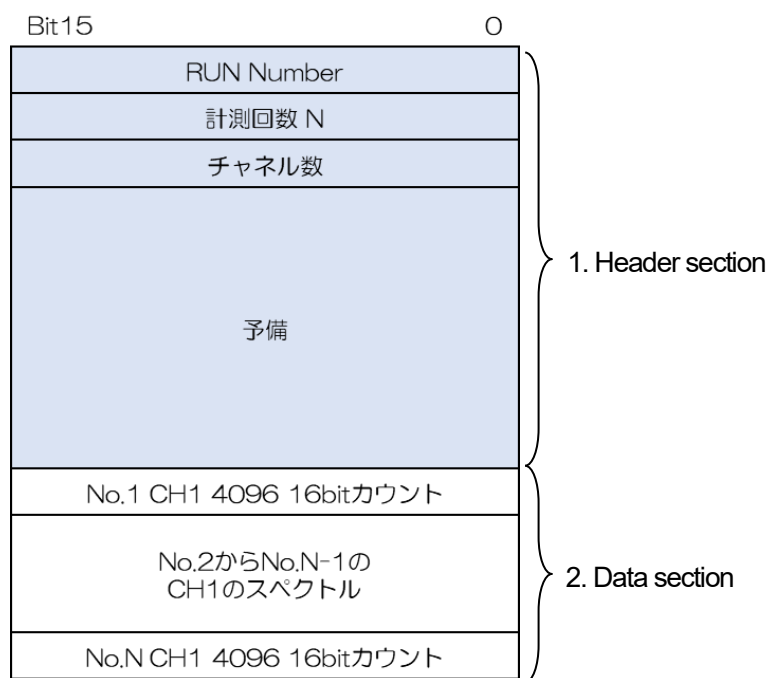 Bit15 0
RUN Number
計測回数 N
チャネル数
1. Header section
予備
No.1 CH1 4096 16bitカウント
No.2からNo.N-1の
CH1のスペクトル
2. Data section
No.N CH1 4096 16bitカウント